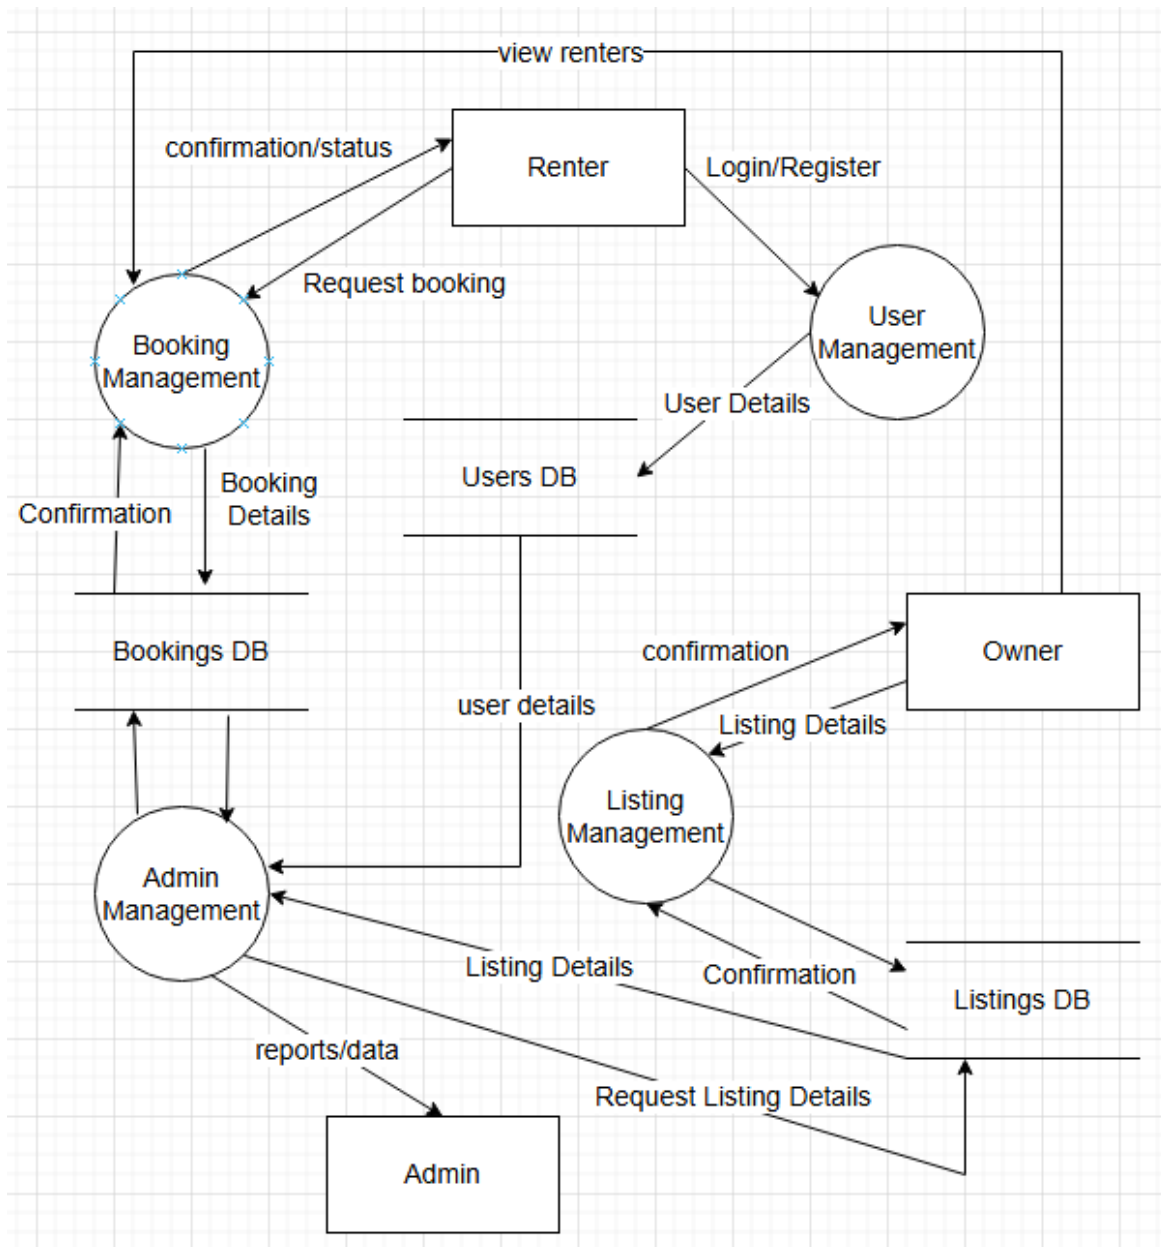 view renters
confirmation/status
Renter
Login/Register
Request booking
User
Management
Booking
Management
User Details
Users DB
Booking
Details
Confirmation
Bookings DB
confirmation
Owner
user details
Listing Details
Listing
Management
Admin
Management
Listing Details
Confirmation
Listings DB
reports/data
Request Listing Details
Admin